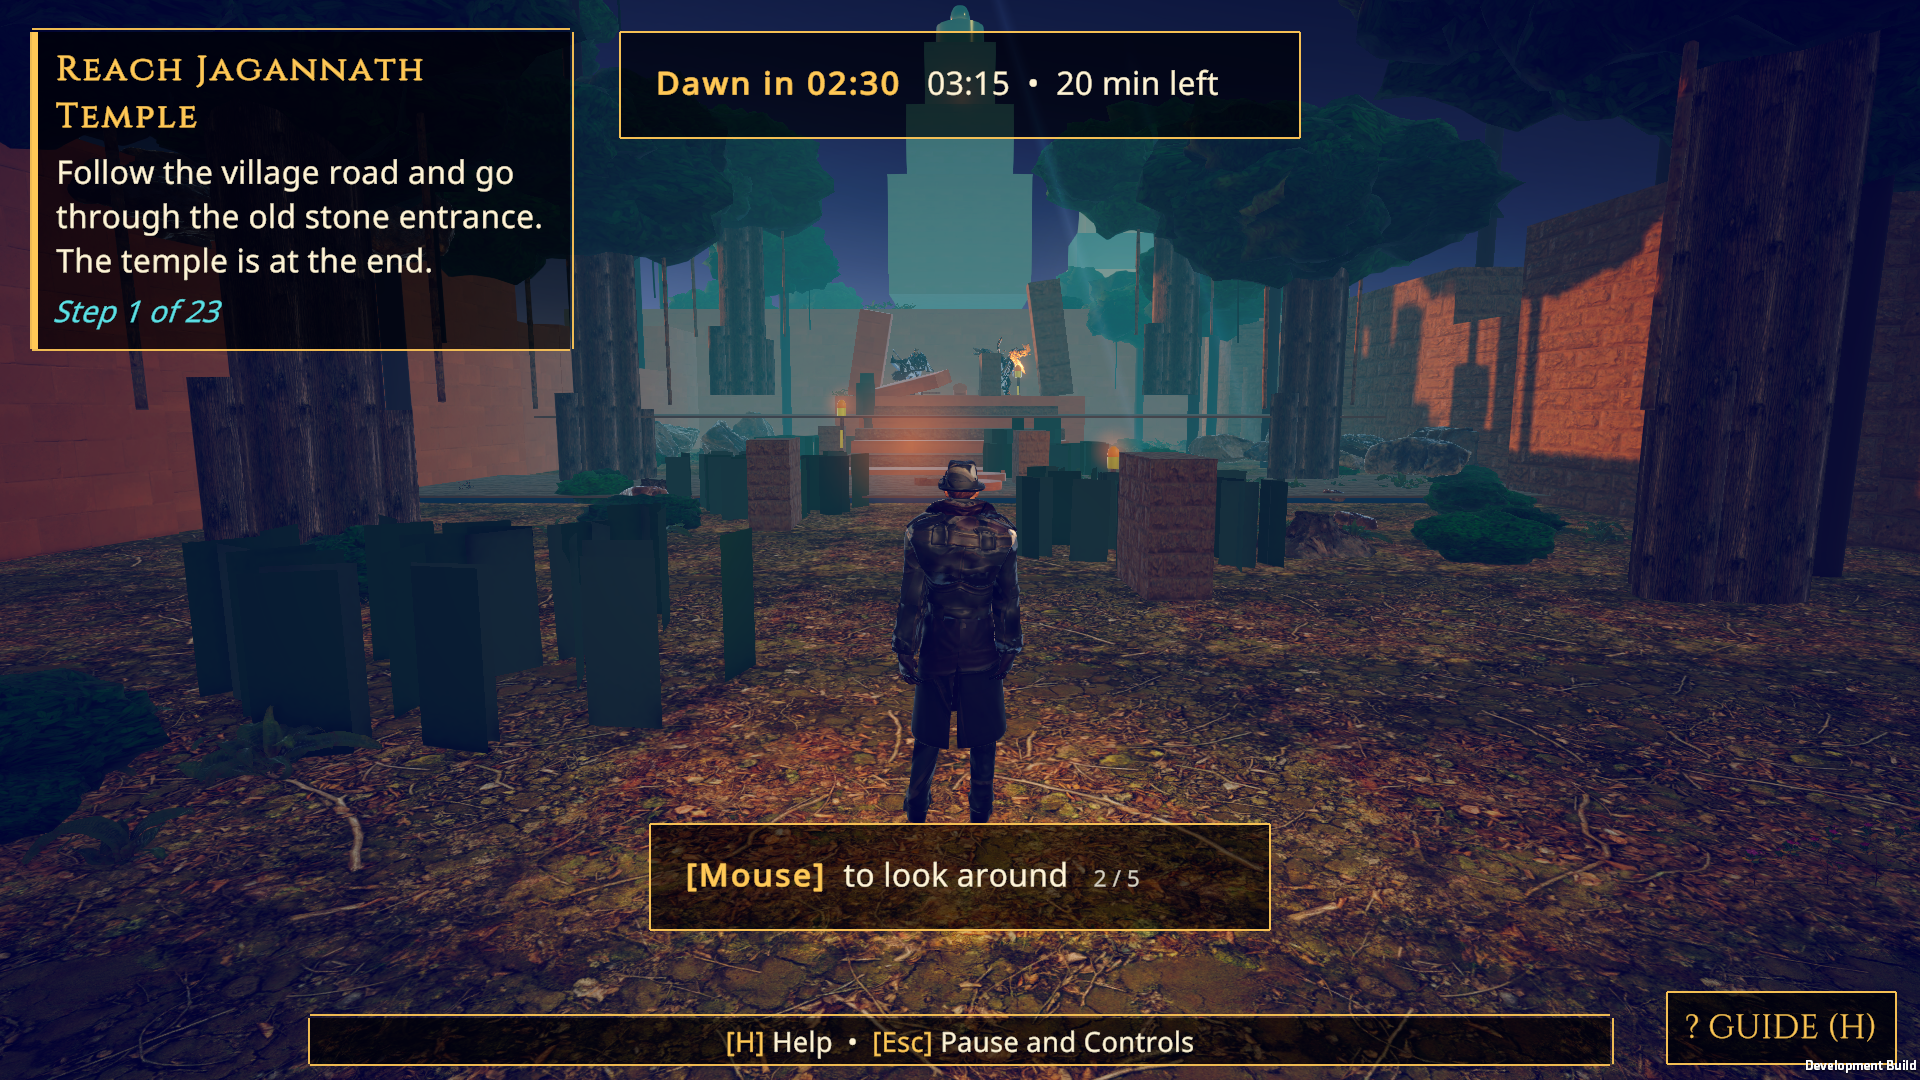 REACH JAGANNATH
TEMPLE
Follow the village road and go
through the old stone entrance.
The temple is at the end.
Step 1 of 23
Dawn in 02:30 03:15 • 20 min left
[Mouse] to look around 2 / 5
[H] Help • [Esc] Pause and Controls
? GUIDE (H)
Development Build